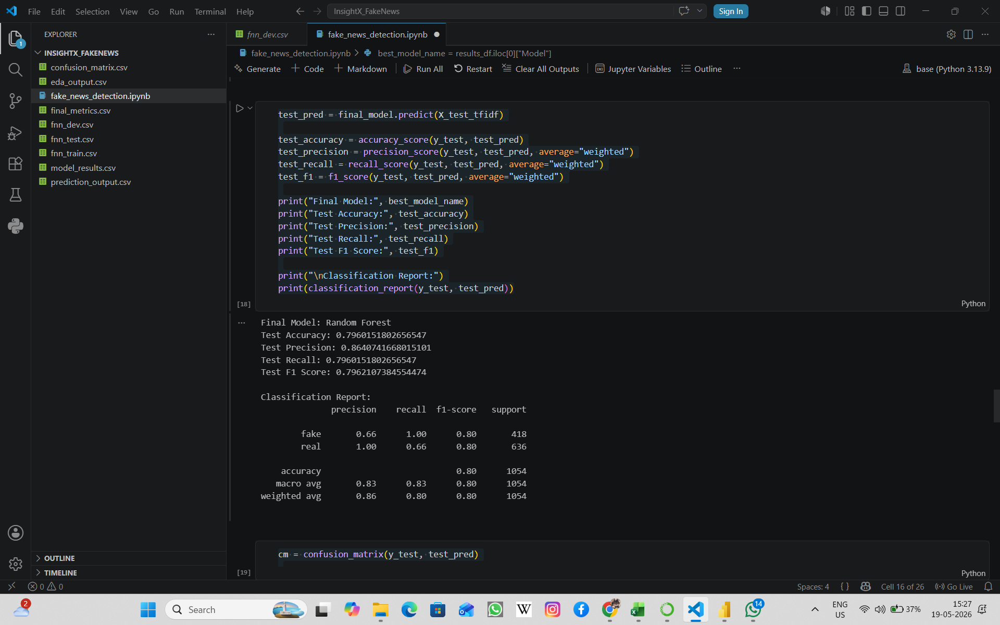 File Edit Selection View Go Run Terminal Help
InsightX_FakeNews
Sign In
EXPLORER
1
INSIGHTX_FAKENEWS
confusion_matrix.csv
eda_output.csv
fake_news_detection.ipynb
final_metrics.csv
fnn_dev.csv
fnn_test.csv
fnn_train.csv
model_results.csv
prediction_output.csv
OUTLINE
TIMELINE
fnn_dev.csv
fake_news_detection.ipynb
fake_news_detection.ipynb > best_model_name = results_df.iloc[0]["Model"]
Generate + Code + Markdown Run All Restart Clear All Outputs Jupyter Variables Outline ...
base (Python 3.13.9)
test_pred = final_model.predict(X_test_tfidf)
test_accuracy = accuracy_score(y_test, test_pred)
test_precision = precision_score(y_test, test_pred, average="weighted")
test_recall = recall_score(y_test, test_pred, average="weighted")
test_f1 = f1_score(y_test, test_pred, average="weighted")
print("Final Model:", best_model_name)
print("Test Accuracy:", test_accuracy)
print("Test Precision:", test_precision)
print("Test Recall:", test_recall)
print("Test F1 Score:", test_f1)
print("\nClassification Report:")
print(classification_report(y_test, test_pred))
[18]
Python
Final Model: Random Forest
Test Accuracy: 0.7960151802656547
Test Precision: 0.8640741668015101
Test Recall: 0.7960151802656547
Test F1 Score: 0.7962107384554474
Classification Report:
precision recall f1-score support
fake 0.66 1.00 0.80 418
real 1.00 0.66 0.80 636
accuracy 0.80 1054
macro avg 0.83 0.83 0.80 1054
weighted avg 0.86 0.80 0.80 1054
cm = confusion_matrix(y_test, test_pred)
[19]
Python
0 0
Spaces: 4 { } Cell 16 of 26 Go Live
2
Search
W
14
ENG
US
37%
15:27
19-05-2026